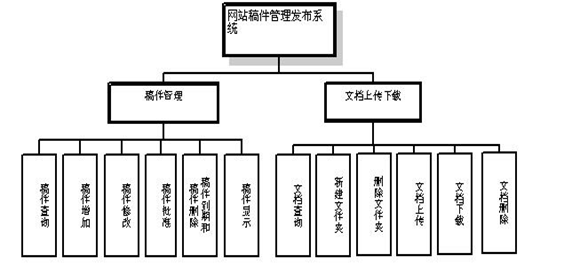 网站稿件管理发布系
统
稿件管理
文档上传下载
稿件查询
稿件增加
稿件修改
稿件批准
稿件到期和
稿件删除
稿件显示
文档查询
新建文件夹
删除文件夹
文档上传
文档下载
文档删除